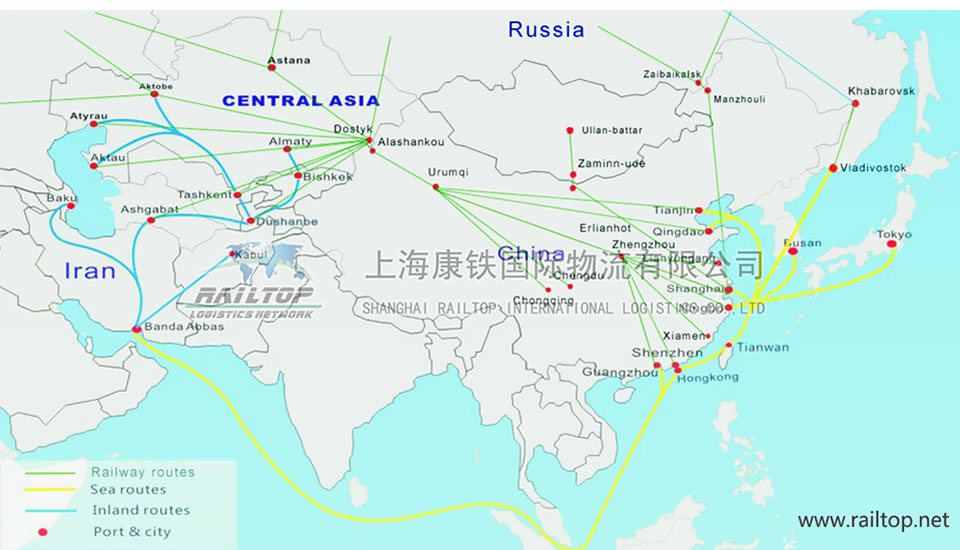 Russia
Astana
Zaibaikalsk
Aktobe
Manzhouli
Khabarovsk
CENTRAL ASIA
Atyrau
Dostyk
Ullan-battar
Almaty
Alashankou
Aktau
Zaminn-ude
Vladivostok
Urumqi
Bishkek
Tashkent
Baku
Ashgabat
Tianjin
Dushanbe
Erlianhot
Qingdao
Tokyo
Zhengzhou
Busan
Kabul
China
Lianyungang
Iran
上海康铁国际物流有限公司
Chengdu
Shanghai
RAILTOP
LOGISTICS NETWORK
Chongqing
SHANGHAI RAILTOP INTERNATIONAL LOGISTICS CO., LTD
Ningbo
Banda Abbas
Xiamen
Tianwan
Shenzhen
Guangzhou
Hongkong
Railway routes
Sea routes
Inland routes
Port & city
www.railtop.net